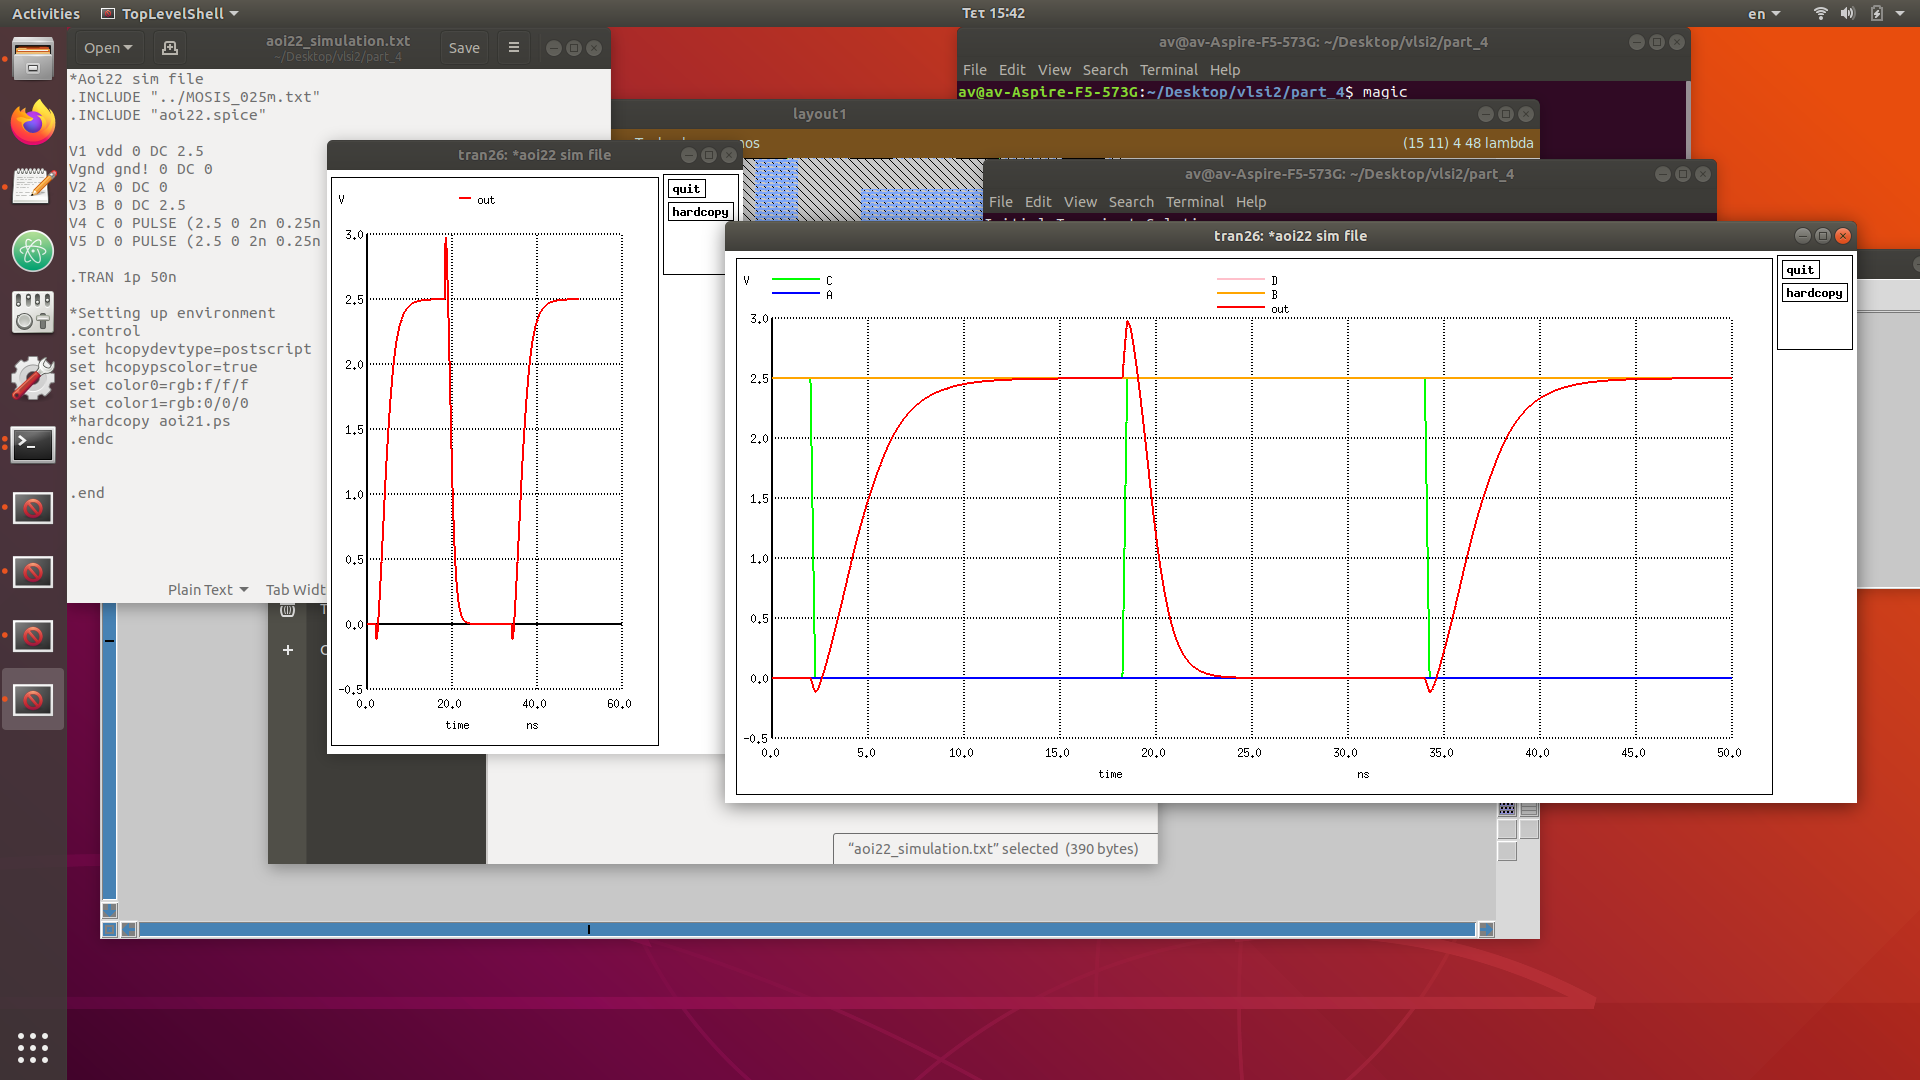 Activities
TopLevelShell
Τετ 15:42
en
Open
aoi22_simulation.txt
~/Desktop/vlsi2/part_4
Save
*Aoi22 sim file
.INCLUDE "../MOSIS_025m.txt"
.INCLUDE "aoi22.spice"
V1 vdd 0 DC 2.5
Vgnd gnd! 0 DC 0
V2 A 0 DC 0
V3 B 0 DC 2.5
V4 C 0 PULSE (2.5 0 2n 0.25n
V5 D 0 PULSE (2.5 0 2n 0.25n
.TRAN 1p 50n
*Setting up environment
.control
set hcopydevtype=postscript
set hcopypscolor=true
set color0=rgb:f/f/f
set color1=rgb:0/0/0
*hardcopy aoi21.ps
.endc
.end
Plain Text
Tab Widt
av@av-Aspire-F5-573G: ~/Desktop/vlsi2/part_4
File Edit View Search Terminal Help
av@av-Aspire-F5-573G:~/Desktop/vlsi2/part_4$ magic
layout1
(15 11) 4 48 lambda
av@av-Aspire-F5-573G: ~/Desktop/vlsi2/part_4
File Edit View Search Terminal Help
tran26: *aoi22 sim file
quit
hardcopy
V
out
3.0
2.5
2.0
1.5
1.0
0.5
0.0
-0.5
0.0 20.0 40.0 60.0
time ns
tran26: *aoi22 sim file
quit
hardcopy
V
C
A
D
B
out
3.0
2.5
2.0
1.5
1.0
0.5
0.0
-0.5
0.0 5.0 10.0 15.0 20.0 25.0 30.0 35.0 40.0 45.0 50.0
time ns
“aoi22_simulation.txt” selected (390 bytes)